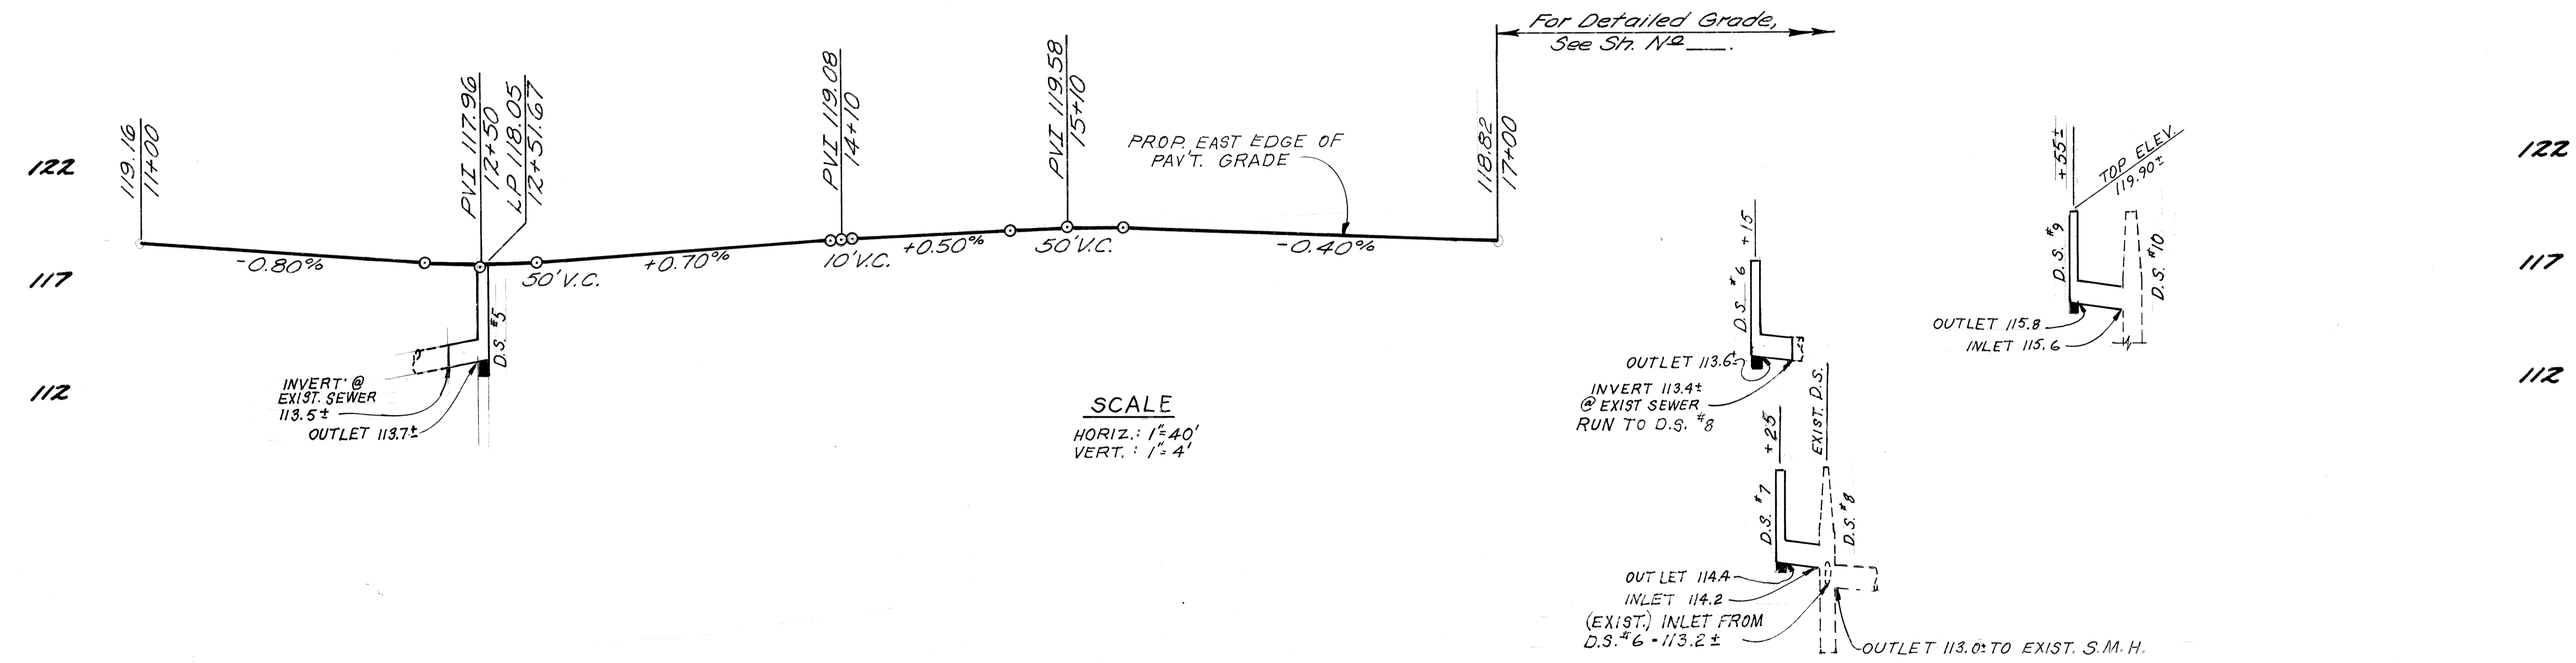 For Detailed Grade,
See Sh. Nº ___.
119.16
11+00
PVI 117.96
12+50
LP 118.05
12+51.67
PVI 119.08
14+10
PVI 119.58
15+10
118.82
17+00
PROP. EAST EDGE OF
PAV'T. GRADE
122
117
112
-0.80%
50' V.C.
+0.70%
10' V.C.
+0.50%
50' V.C.
-0.40%
D.S. #5
INVERT @
EXIST. SEWER
113.5±
OUTLET 113.7±
SCALE
HORIZ.: 1"=40'
VERT. : 1"=4'
+15
D.S. #6
OUTLET 113.6±
INVERT 113.4±
@ EXIST SEWER
RUN TO D.S. #8
+25
EXIST. D.S.
D.S. #7
D.S. #8
OUTLET 114.4
INLET 114.2
(EXIST.) INLET FROM
D.S. #6 - 113.2±
OUTLET 113.0± TO EXIST. S.M.H.
+55±
TOP ELEV.
119.90±
D.S. #9
D.S. #10
OUTLET 115.8
INLET 115.6
122
117
112